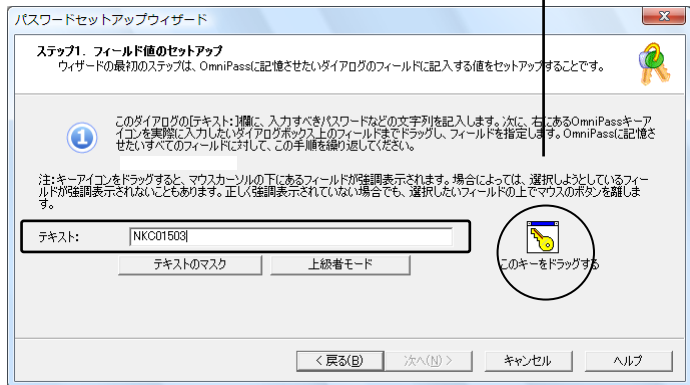 パスワードセットアップウィザード
ステップ1. フィールド値のセットアップ
ウィザードの最初のステップは、OmniPassに記憶させたいダイアログのフィールドに記入する値をセットアップすることです。
1
このダイアログの[テキスト:]欄に、入力すべきパスワードなどの文字列を記入します。次に、右にあるOmniPassキーア
イコンを実際に入力したいダイアログボックス上のフィールドまでドラッグし、フィールドを指定します。OmniPassに記憶さ
せたいすべてのフィールドに対して、この手順を繰り返してください。
注:キーアイコンをドラッグすると、マウスカーソルの下にあるフィールドが強調表示されます。場合によっては、選択しようとしているフィー
ルドが強調表示されないこともあります。正しく強調表示されていない場合でも、選択したいフィールドの上でマウスのボタンを離しま
す。
テキスト: NKC01503
このキーをドラッグする
テキストのマスク 上級者モード
< 戻る(B) 次へ(N) > キャンセル ヘルプ